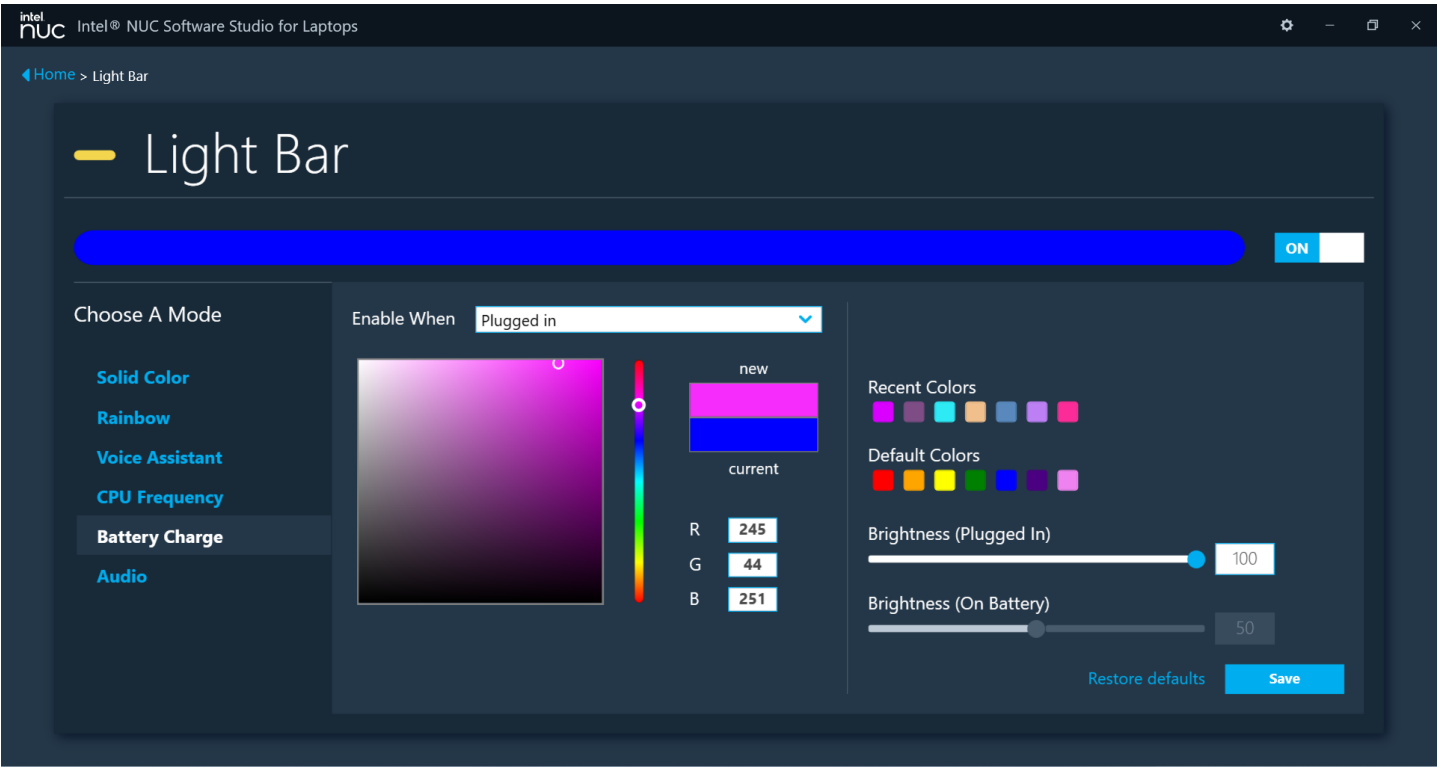 intel
nuc
Intel® NUC Software Studio for Laptops
Home > Light Bar
Light Bar
ON
Choose A Mode
Solid Color
Rainbow
Voice Assistant
CPU Frequency
Battery Charge
Audio
Enable When Plugged in
new
current
R 245
G 44
B 251
Recent Colors
Default Colors
Brightness (Plugged In)
100
Brightness (On Battery)
50
Restore defaults Save